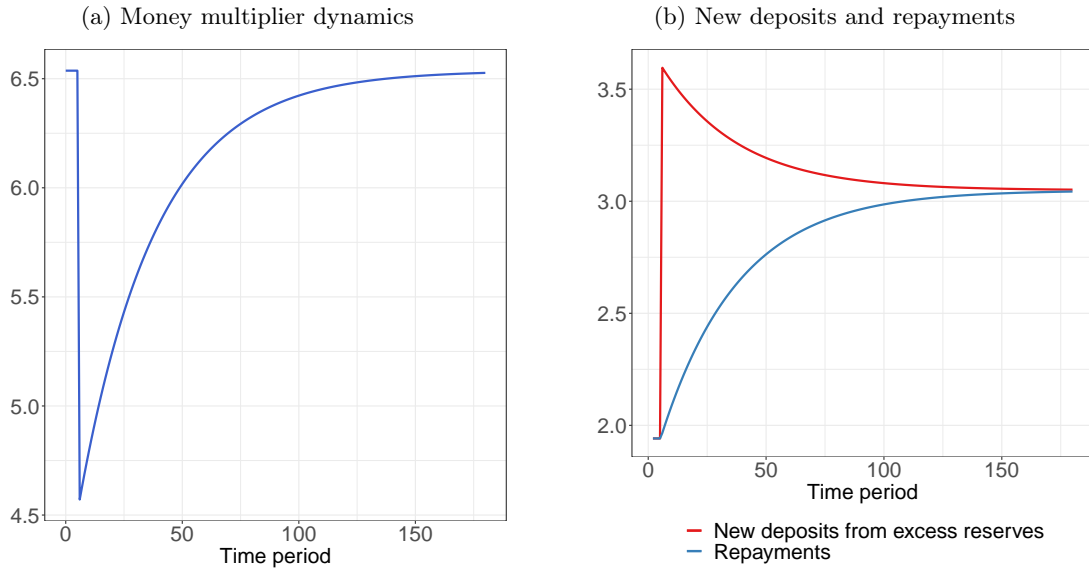 (a) Money multiplier dynamics
6.5
6.0
5.5
5.0
4.5
0 50 100 150
Time period
(b) New deposits and repayments
3.5
3.0
2.5
2.0
0 50 100 150
Time period
New deposits from excess reserves
Repayments